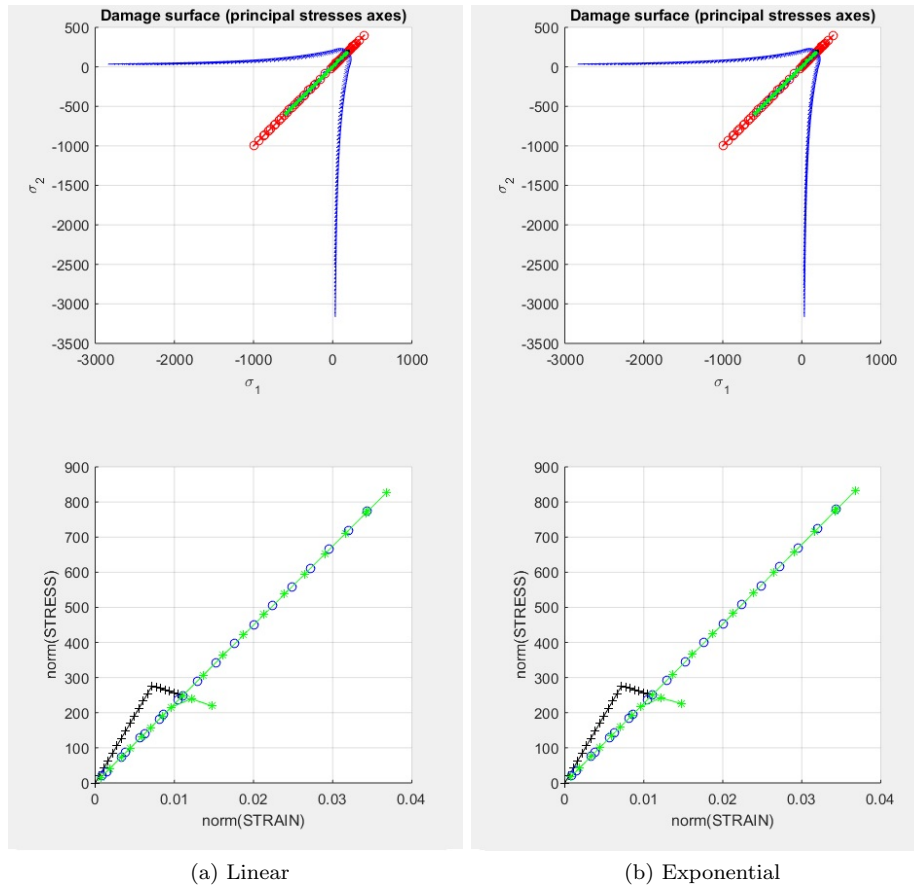 Damage surface (principal stresses axes)
500
0
-500
-1000
-1500
-2000
-2500
-3000
-3500
σ2
-3000 -2000 -1000 0 1000
σ1
Damage surface (principal stresses axes)
500
0
-500
-1000
-1500
-2000
-2500
-3000
-3500
σ2
-3000 -2000 -1000 0 1000
σ1
900
800
700
600
500
400
300
200
100
0
norm(STRESS)
0 0.01 0.02 0.03 0.04
norm(STRAIN)
900
800
700
600
500
400
300
200
100
0
norm(STRESS)
0 0.01 0.02 0.03 0.04
norm(STRAIN)
(a) Linear
(b) Exponential